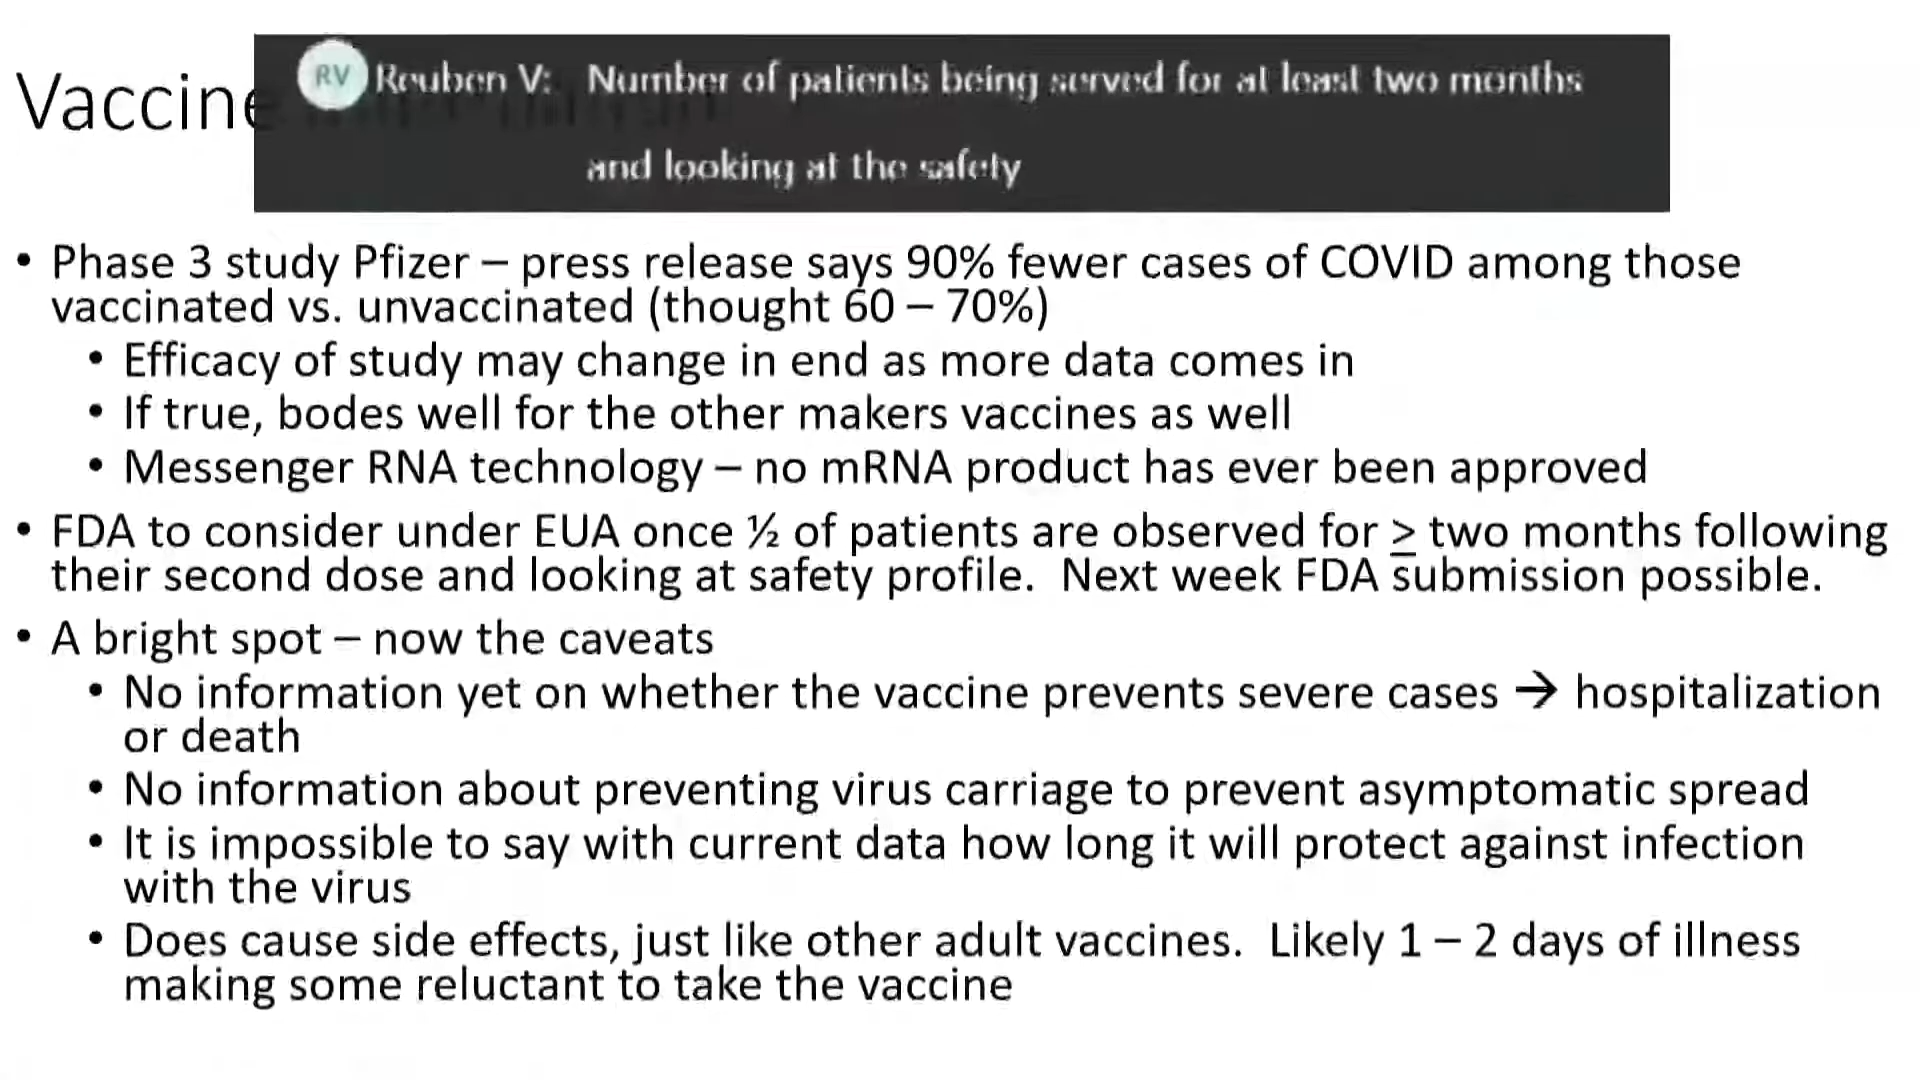 Vaccine
RV Reuben V: Number of patients being served for at least two months
and looking at the safety
• Phase 3 study Pfizer – press release says 90% fewer cases of COVID among those
vaccinated vs. unvaccinated (thought 60 – 70%)
• Efficacy of study may change in end as more data comes in
• If true, bodes well for the other makers vaccines as well
• Messenger RNA technology – no mRNA product has ever been approved
• FDA to consider under EUA once ½ of patients are observed for ≥ two months following
their second dose and looking at safety profile. Next week FDA submission possible.
• A bright spot – now the caveats
• No information yet on whether the vaccine prevents severe cases → hospitalization
or death
• No information about preventing virus carriage to prevent asymptomatic spread
• It is impossible to say with current data how long it will protect against infection
with the virus
• Does cause side effects, just like other adult vaccines. Likely 1 – 2 days of illness
making some reluctant to take the vaccine